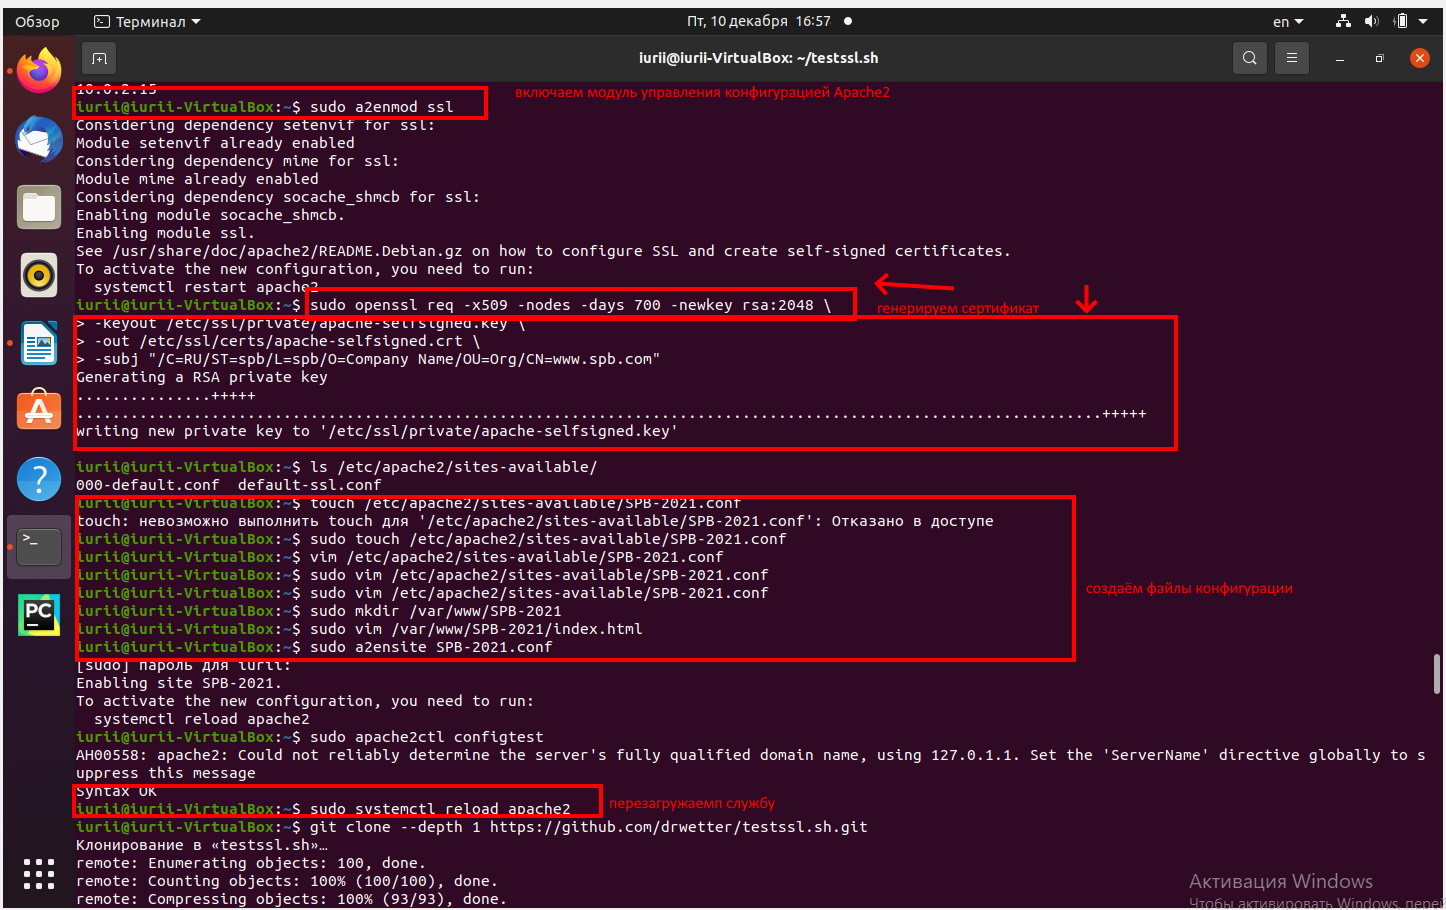 Обзор
Терминал
Пт, 10 декабря 16:57
en
iurii@iurii-VirtualBox: ~/testssl.sh
10.0.2.15
iurii@iurii-VirtualBox:~$ sudo a2enmod ssl
включаем модуль управления конфигурацией Apache2
Considering dependency setenvif for ssl:
Module setenvif already enabled
Considering dependency mime for ssl:
Module mime already enabled
Considering dependency socache_shmcb for ssl:
Enabling module socache_shmcb.
Enabling module ssl.
See /usr/share/doc/apache2/README.Debian.gz on how to configure SSL and create self-signed certificates.
To activate the new configuration, you need to run:
  systemctl restart apache2
iurii@iurii-VirtualBox:~$ sudo openssl req -x509 -nodes -days 700 -newkey rsa:2048 \
генерируем сертификат
> -keyout /etc/ssl/private/apache-selfsigned.key \
> -out /etc/ssl/certs/apache-selfsigned.crt \
> -subj "/C=RU/ST=spb/L=spb/O=Company Name/OU=Org/CN=www.spb.com"
Generating a RSA private key
...............+++++
..................................................................................................................+++++
writing new private key to '/etc/ssl/private/apache-selfsigned.key'
iurii@iurii-VirtualBox:~$ ls /etc/apache2/sites-available/
000-default.conf  default-ssl.conf
iurii@iurii-VirtualBox:~$ touch /etc/apache2/sites-available/SPB-2021.conf
touch: невозможно выполнить touch для '/etc/apache2/sites-available/SPB-2021.conf': Отказано в доступе
iurii@iurii-VirtualBox:~$ sudo touch /etc/apache2/sites-available/SPB-2021.conf
iurii@iurii-VirtualBox:~$ vim /etc/apache2/sites-available/SPB-2021.conf
iurii@iurii-VirtualBox:~$ sudo vim /etc/apache2/sites-available/SPB-2021.conf
iurii@iurii-VirtualBox:~$ sudo vim /etc/apache2/sites-available/SPB-2021.conf
создаём файлы конфигурации
iurii@iurii-VirtualBox:~$ sudo mkdir /var/www/SPB-2021
iurii@iurii-VirtualBox:~$ sudo vim /var/www/SPB-2021/index.html
iurii@iurii-VirtualBox:~$ sudo a2ensite SPB-2021.conf
[sudo] пароль для iurii:
Enabling site SPB-2021.
To activate the new configuration, you need to run:
  systemctl reload apache2
iurii@iurii-VirtualBox:~$ sudo apache2ctl configtest
AH00558: apache2: Could not reliably determine the server's fully qualified domain name, using 127.0.1.1. Set the 'ServerName' directive globally to s
uppress this message
Syntax OK
iurii@iurii-VirtualBox:~$ sudo systemctl reload apache2
перезагружаемп службу
iurii@iurii-VirtualBox:~$ git clone --depth 1 https://github.com/drwetter/testssl.sh.git
Клонирование в «testssl.sh»…
remote: Enumerating objects: 100, done.
remote: Counting objects: 100% (100/100), done.
remote: Compressing objects: 100% (93/93), done.
PC
Активация Windows
Чтобы активировать Windows, перей